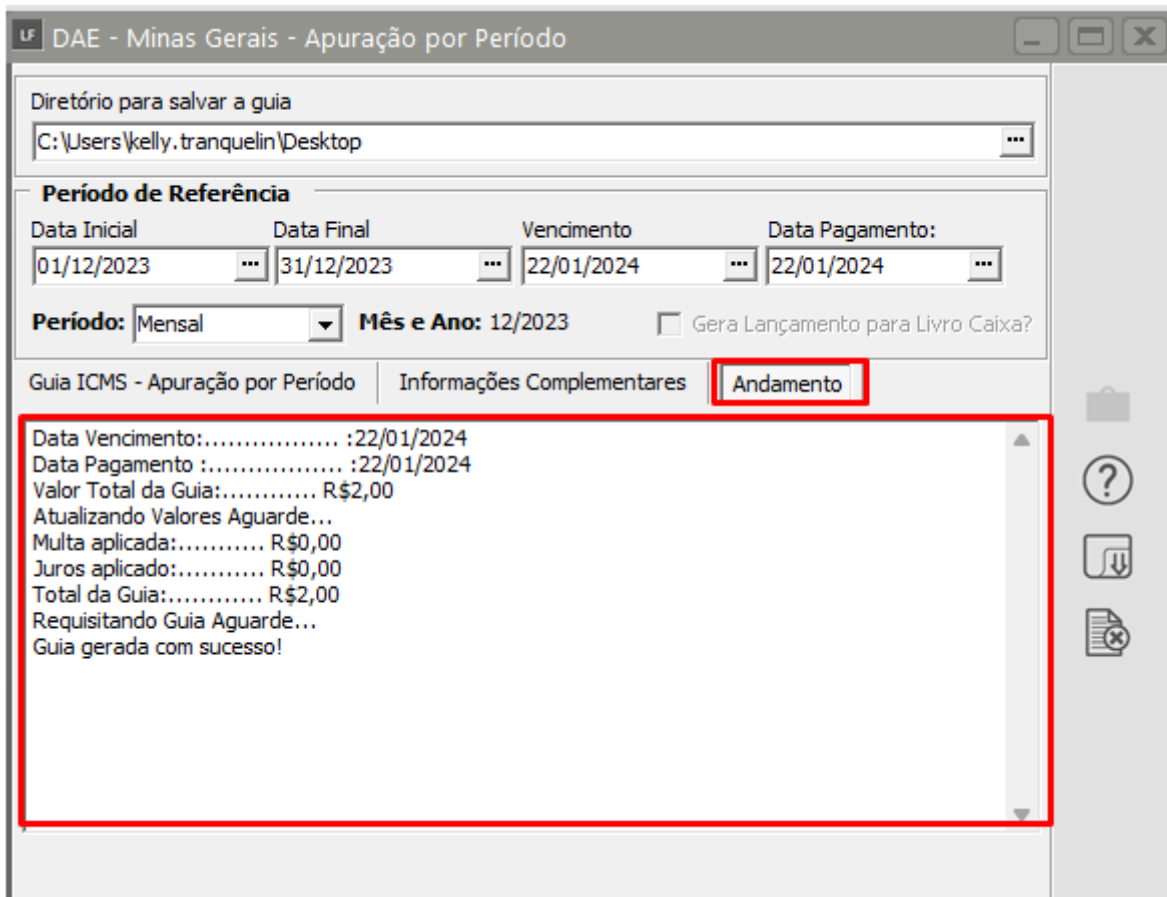 LF DAE - Minas Gerais - Apuração por Período
Diretório para salvar a guia
C:\Users\kelly.tranquelin\Desktop ...
Período de Referência
Data Inicial Data Final Vencimento Data Pagamento:
01/12/2023 ... 31/12/2023 ... 22/01/2024 ... 22/01/2024 ...
Período: Mensal Mês e Ano: 12/2023 Gera Lançamento para Livro Caixa?
Guia ICMS - Apuração por Período Informações Complementares Andamento
Data Vencimento:................. :22/01/2024
Data Pagamento :................. :22/01/2024
Valor Total da Guia:............ R$2,00
Atualizando Valores Aguarde...
Multa aplicada:........... R$0,00
Juros aplicado:........... R$0,00
Total da Guia:............ R$2,00
Requisitando Guia Aguarde...
Guia gerada com sucesso!